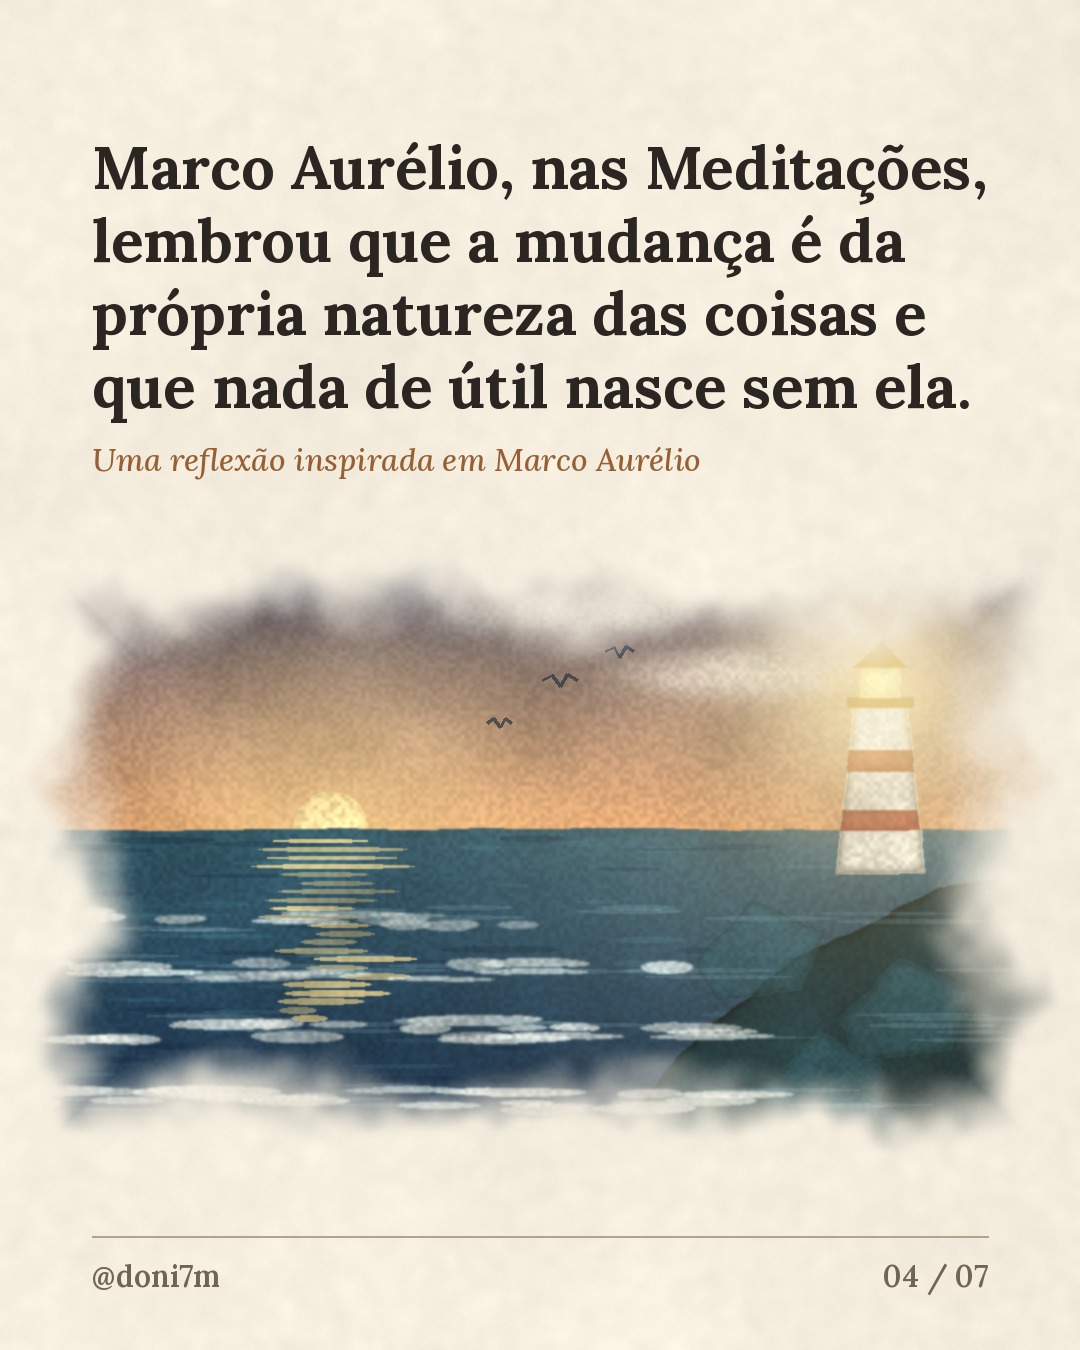 Marco Aurélio, nas Meditações,
lembrou que a mudança é da
própria natureza das coisas e
que nada de útil nasce sem ela.
Uma reflexão inspirada em Marco Aurélio
@doni7m
04 / 07